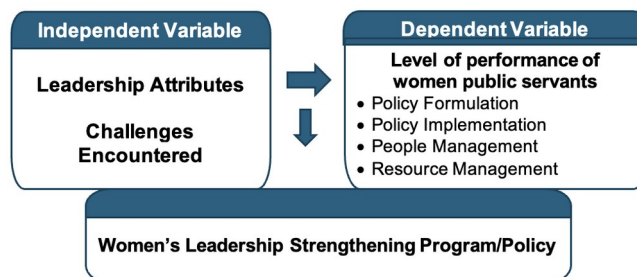 Independent Variable
Leadership Attributes
Challenges
Encountered
Dependent Variable
Level of performance of
women public servants
• Policy Formulation
• Policy Implementation
• People Management
• Resource Management
Women's Leadership Strengthening Program/Policy